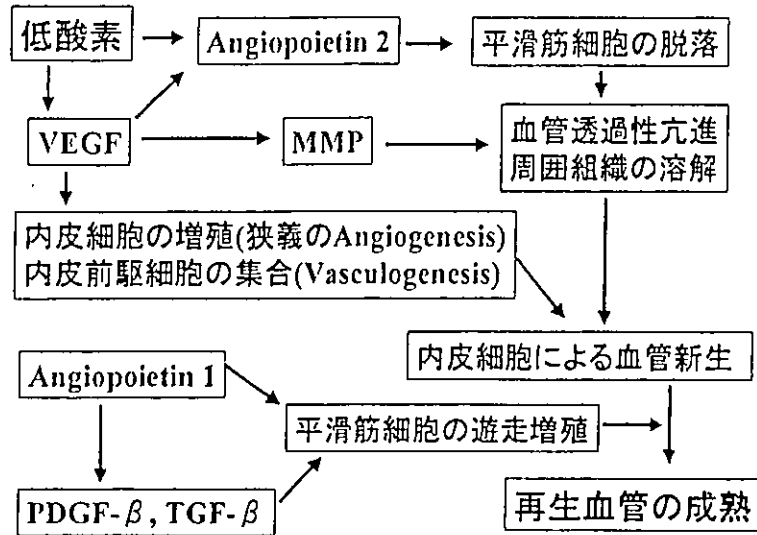 低酸素
Angiopoietin 2
平滑筋細胞の脱落
VEGF
MMP
血管透過性亢進
周囲組織の溶解
内皮細胞の増殖(狭義のAngiogenesis)
内皮前駆細胞の集合(Vasculogenesis)
内皮細胞による血管新生
Angiopoietin 1
平滑筋細胞の遊走増殖
PDGF-β, TGF-β
再生血管の成熟